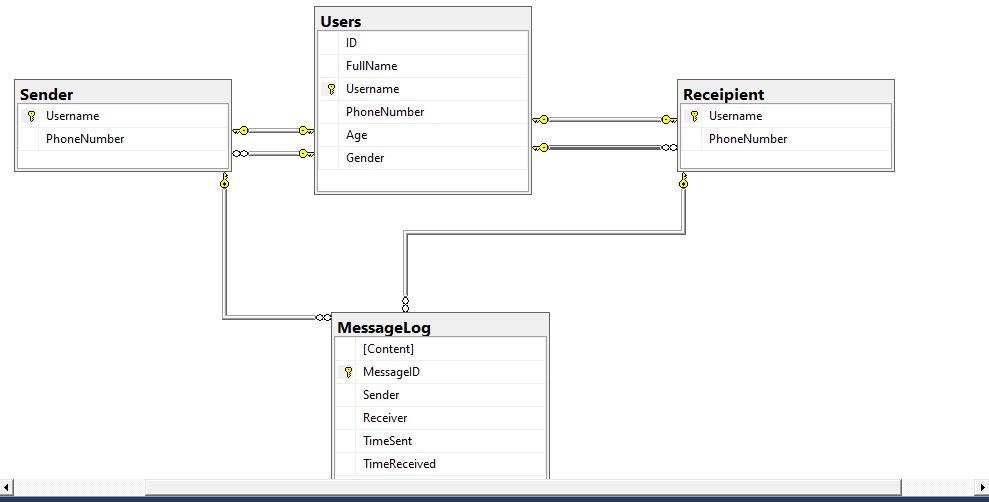 Users
ID
FullName
Username
PhoneNumber
Age
Gender
Sender
Username
PhoneNumber
Receipient
Username
PhoneNumber
MessageLog
[Content]
MessageID
Sender
Receiver
TimeSent
TimeReceived